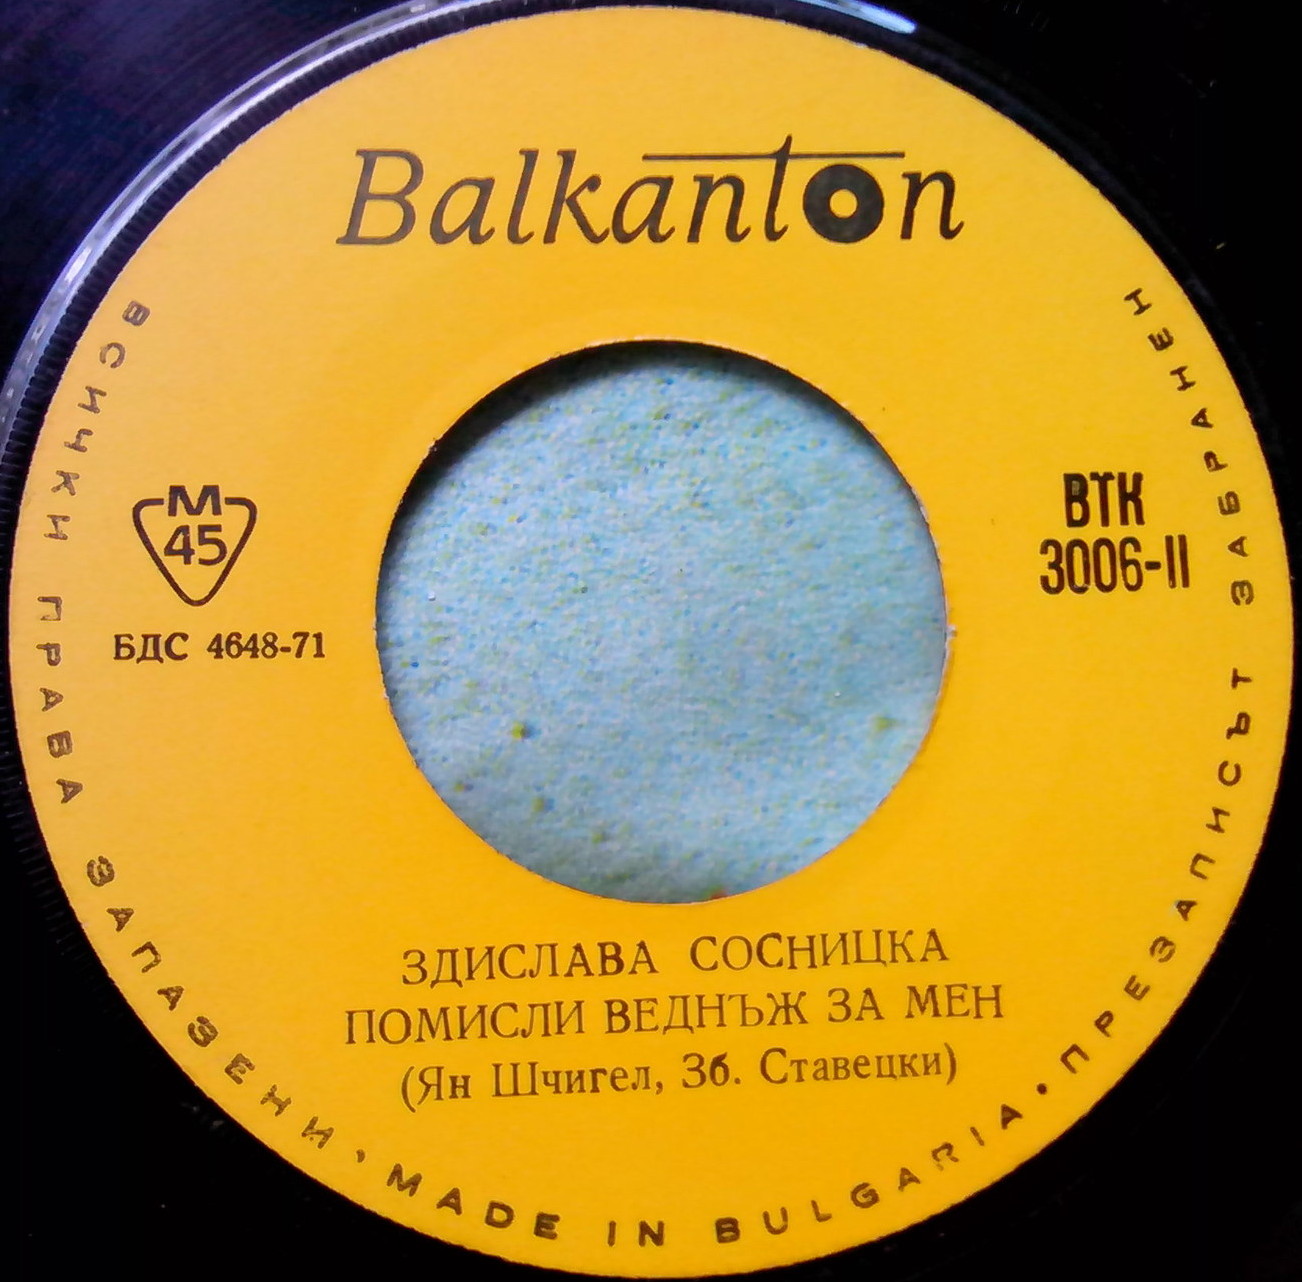 Balkanton
M
45
БДС 4648-71
ВТК
3006-II
ЗДИСЛАВА СОСНИЦКА
ПОМИСЛИ ВЕДНЪЖ ЗА МЕН
(Ян Шчигел, Зб. Ставецки)
ВСИЧКИ ПРАВА ЗАПАЗЕНИ • MADE IN BULGARIA • ПРЕЗАПИСЪТ ЗАБРАНЕН